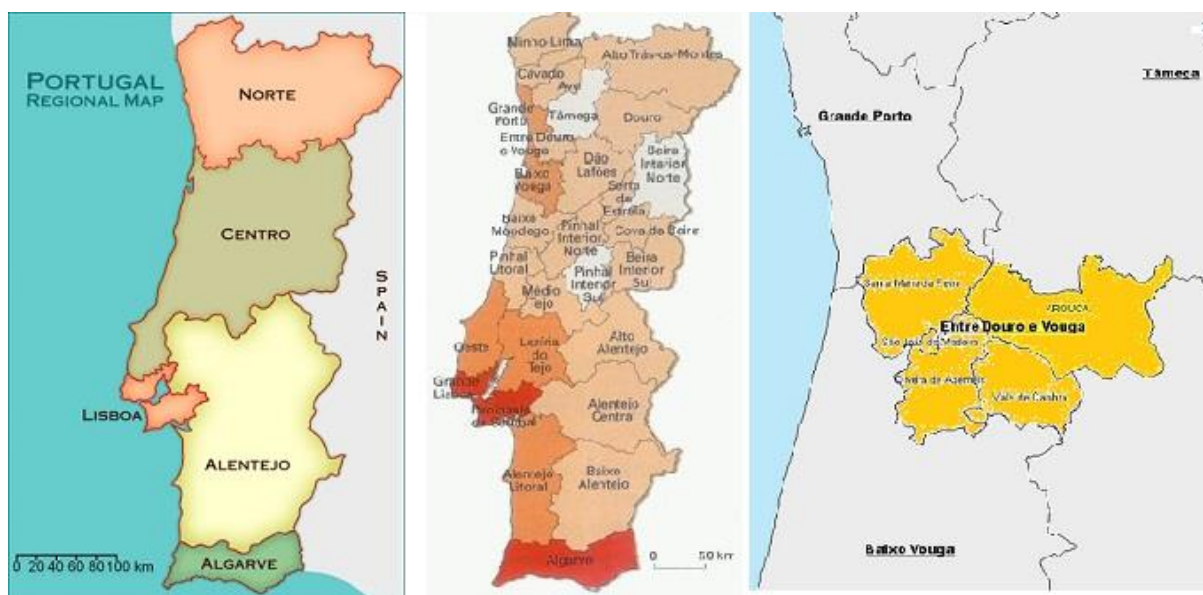 PORTUGAL
REGIONAL MAP
NORTE
CENTRO
SPAIN
LISBOA
ALENTEJO
ALGARVE
0 20 40 60 80 100 km
Minho-Lima
Alto Trás-os-Montes
Cávado
Ave
Grande
Porto
Tâmega
Douro
Entre Douro
e Vouga
Dão
Lafões
Beira
Interior
Norte
Baixo
Vouga
Serra
da
Estrela
Baixo
Mondego
Pinhal
Interior
Norte
Cova da Beira
Pinhal
Litoral
Pinhal
Interior
Sul
Beira
Interior
Sul
Médio
Tejo
Oeste
Lezíria
do
Tejo
Alto
Alentejo
Grande
Lisboa
Península
de Setúbal
Alentejo
Centra
Alentejo
Litoral
Baixo
Alentejo
Algarve
0 50 km
Tâmega
Grande Porto
Santa Maria da Feira
AROUCA
Entre Douro e Vouga
São João da Madeira
Oliveira de Azeméis
Vale de Cambra
Baixo Vouga